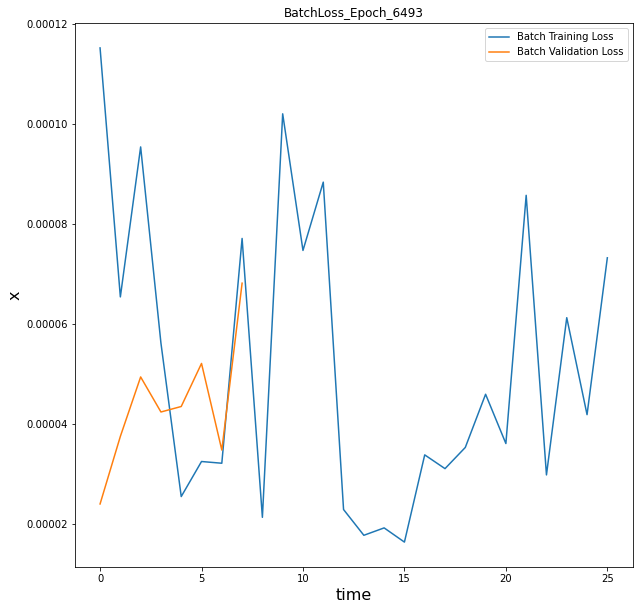 BatchLoss_Epoch_6493
Batch Training Loss
Batch Validation Loss
0.00012
0.00010
0.00008
0.00006
0.00004
0.00002
x
0 5 10 15 20 25
time